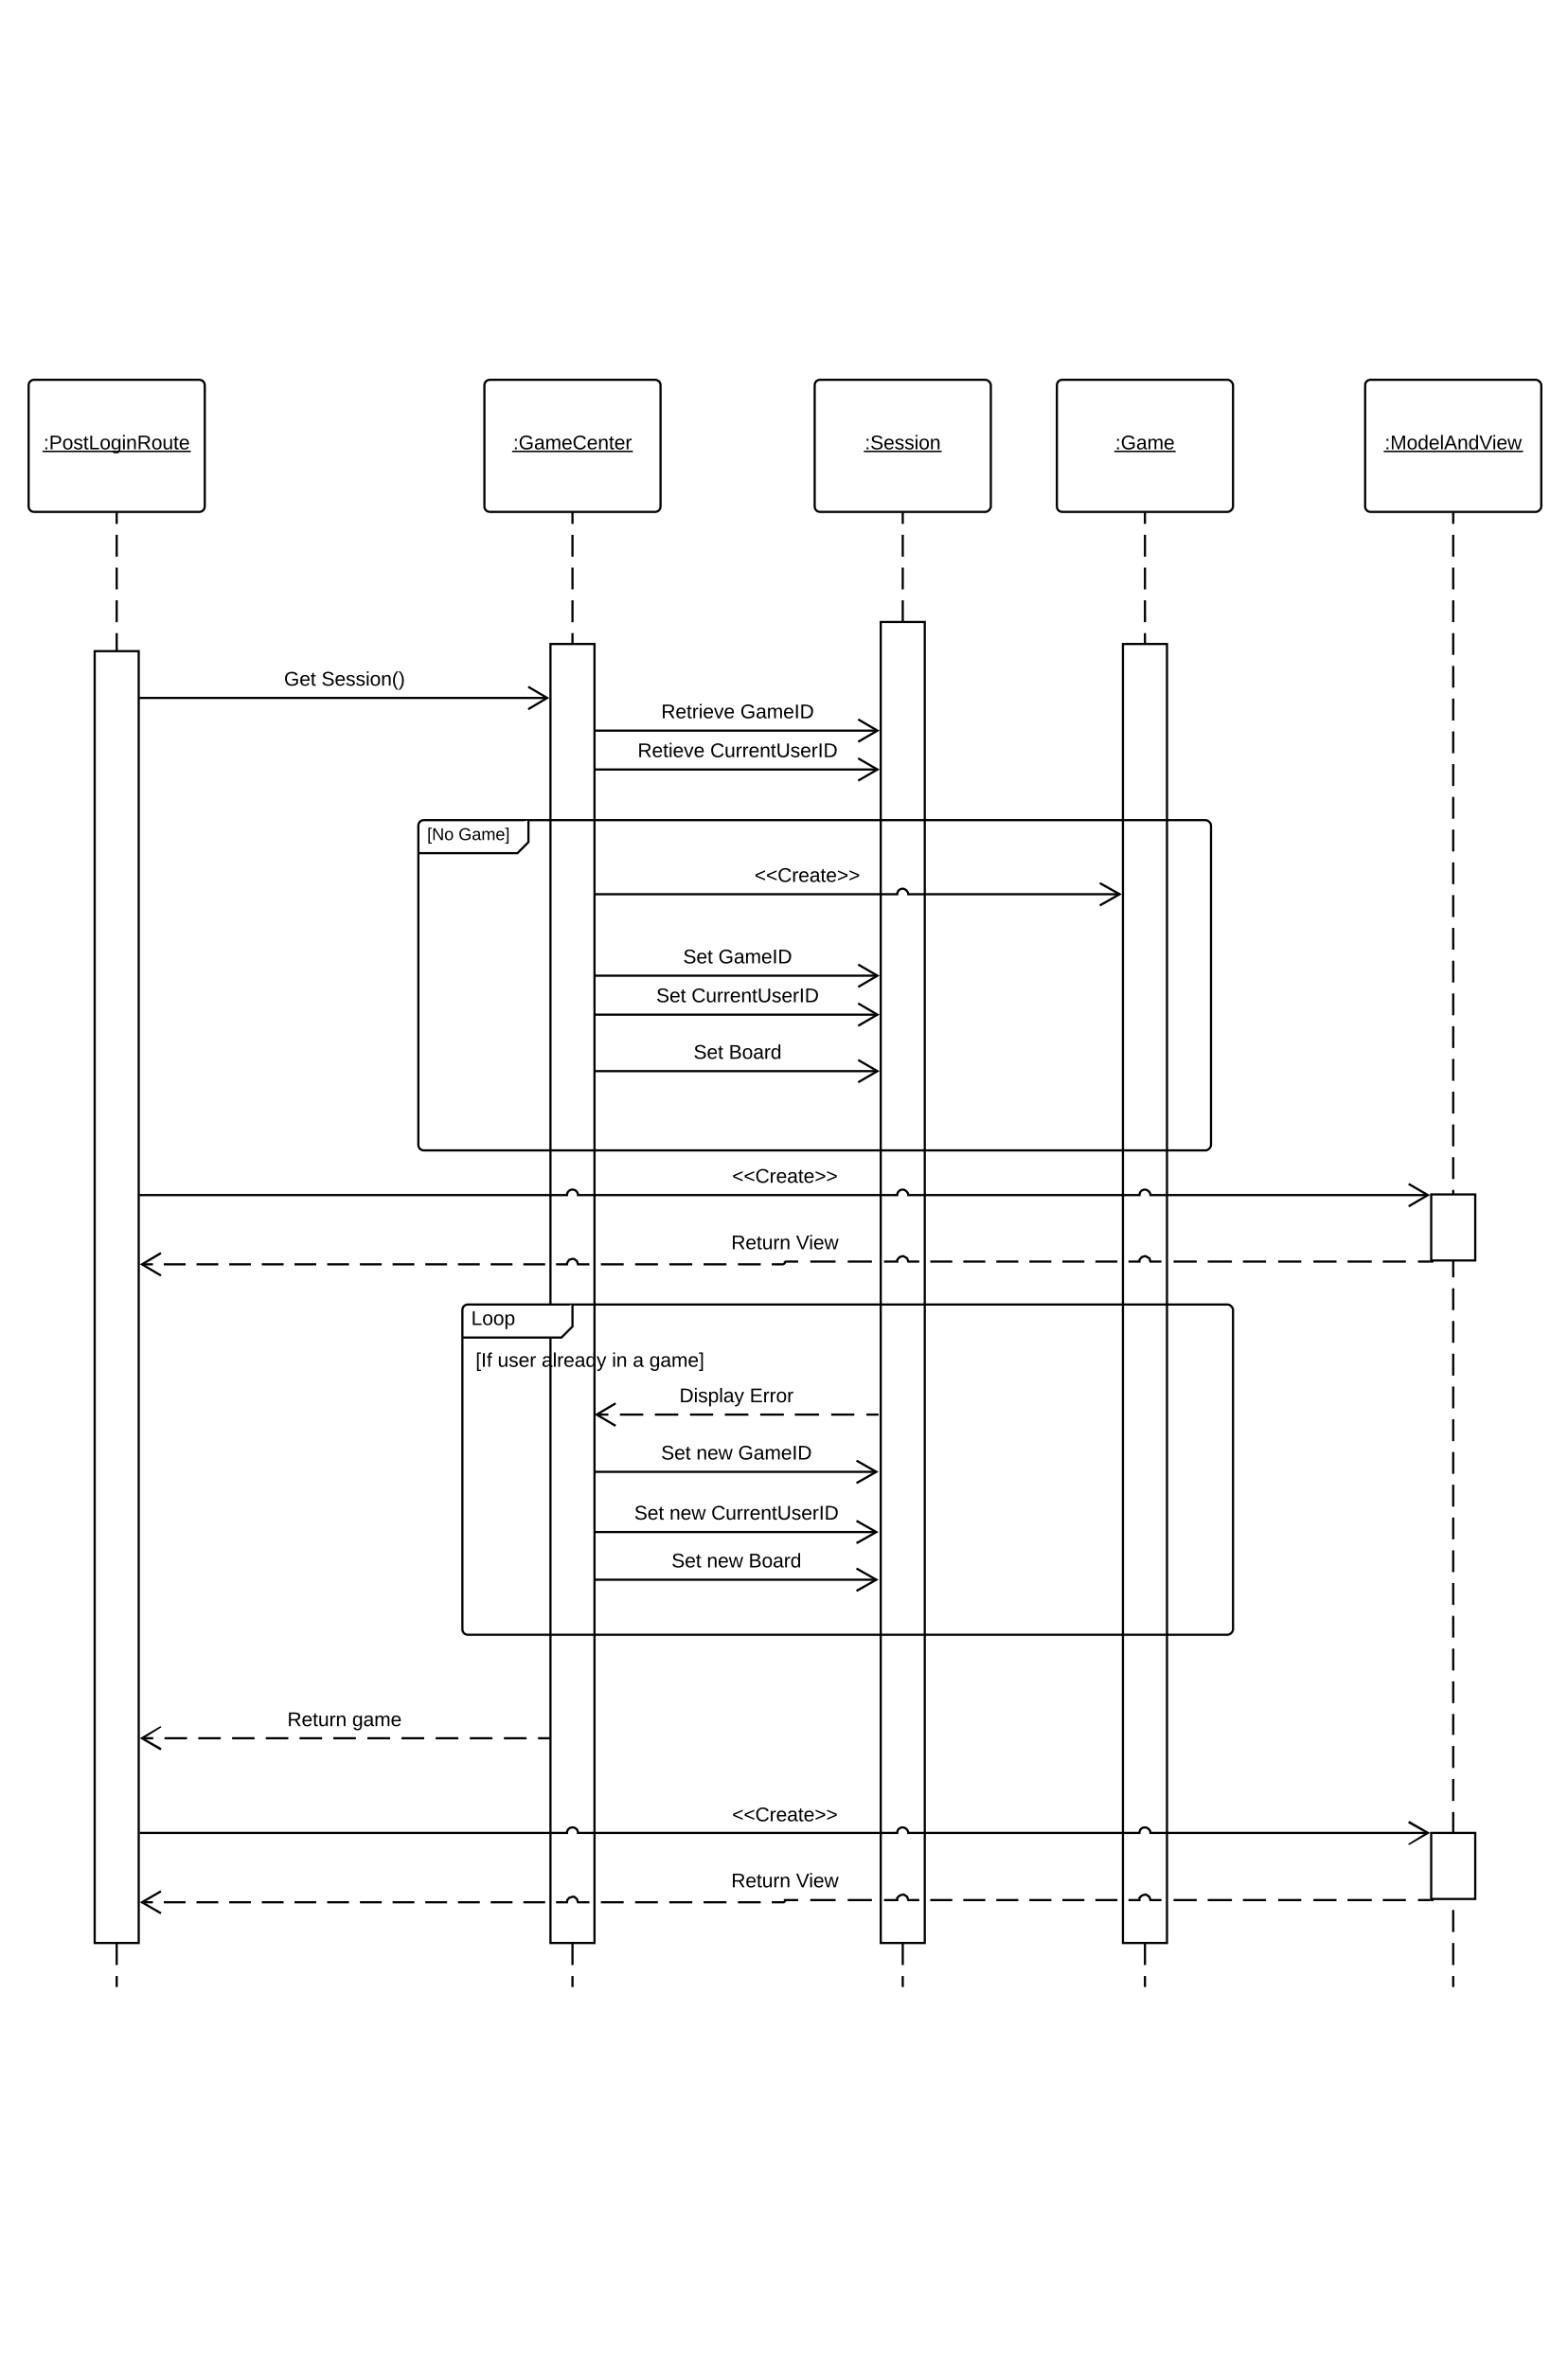 :PostLoginRoute
:GameCenter
:Session
:Game
:ModelAndView
Get Session()
Retrieve GameID
Retieve CurrentUserID
[No Game]
<<Create>>
Set GameID
Set CurrentUserID
Set Board
<<Create>>
Return View
Loop
[If user already in a game]
Display Error
Set new GameID
Set new CurrentUserID
Set new Board
Return game
<<Create>>
Return View